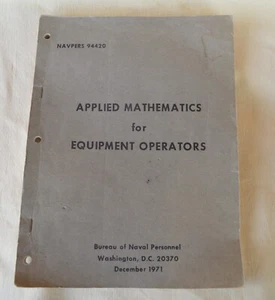 NAVPERS 94420
APPLIED MATHEMATICS
for
EQUIPMENT OPERATORS
Bureau of Naval Personnel
Washington, D.C. 20370
December 1971